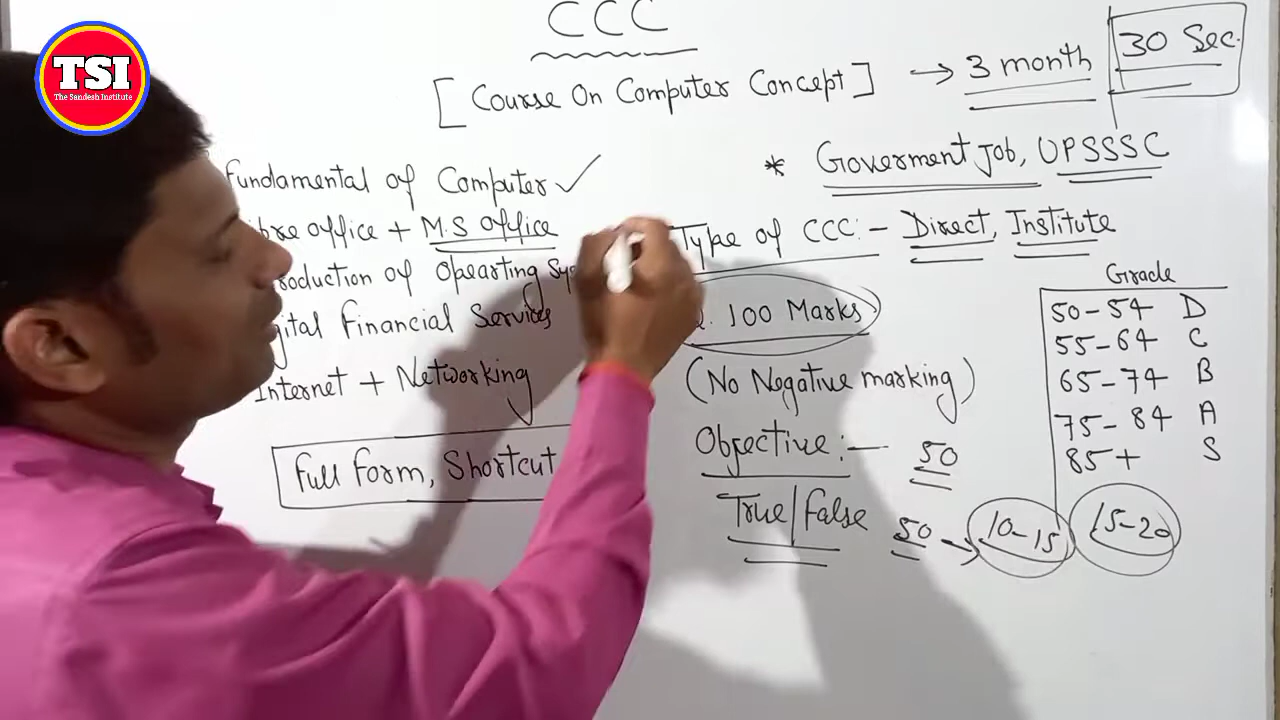 TSI
The Sandesh Institute
CCC
[Course On Computer Concept] → 3 month
30 Sec.
* Goverment Job, UPSSSC
Fundamental of Computer ✓
office + M.S Office
of Opearting
Financial Services
Internet + Networking
Full Form, Shortcut
Type of CCC:- Direct, Institute
100 Marks
(No Negative marking)
Objective:- 50
True/False 50 → 10-15 15-20
Grade
50-54 D
55-64 C
65-74 B
75-84 A
85+ S